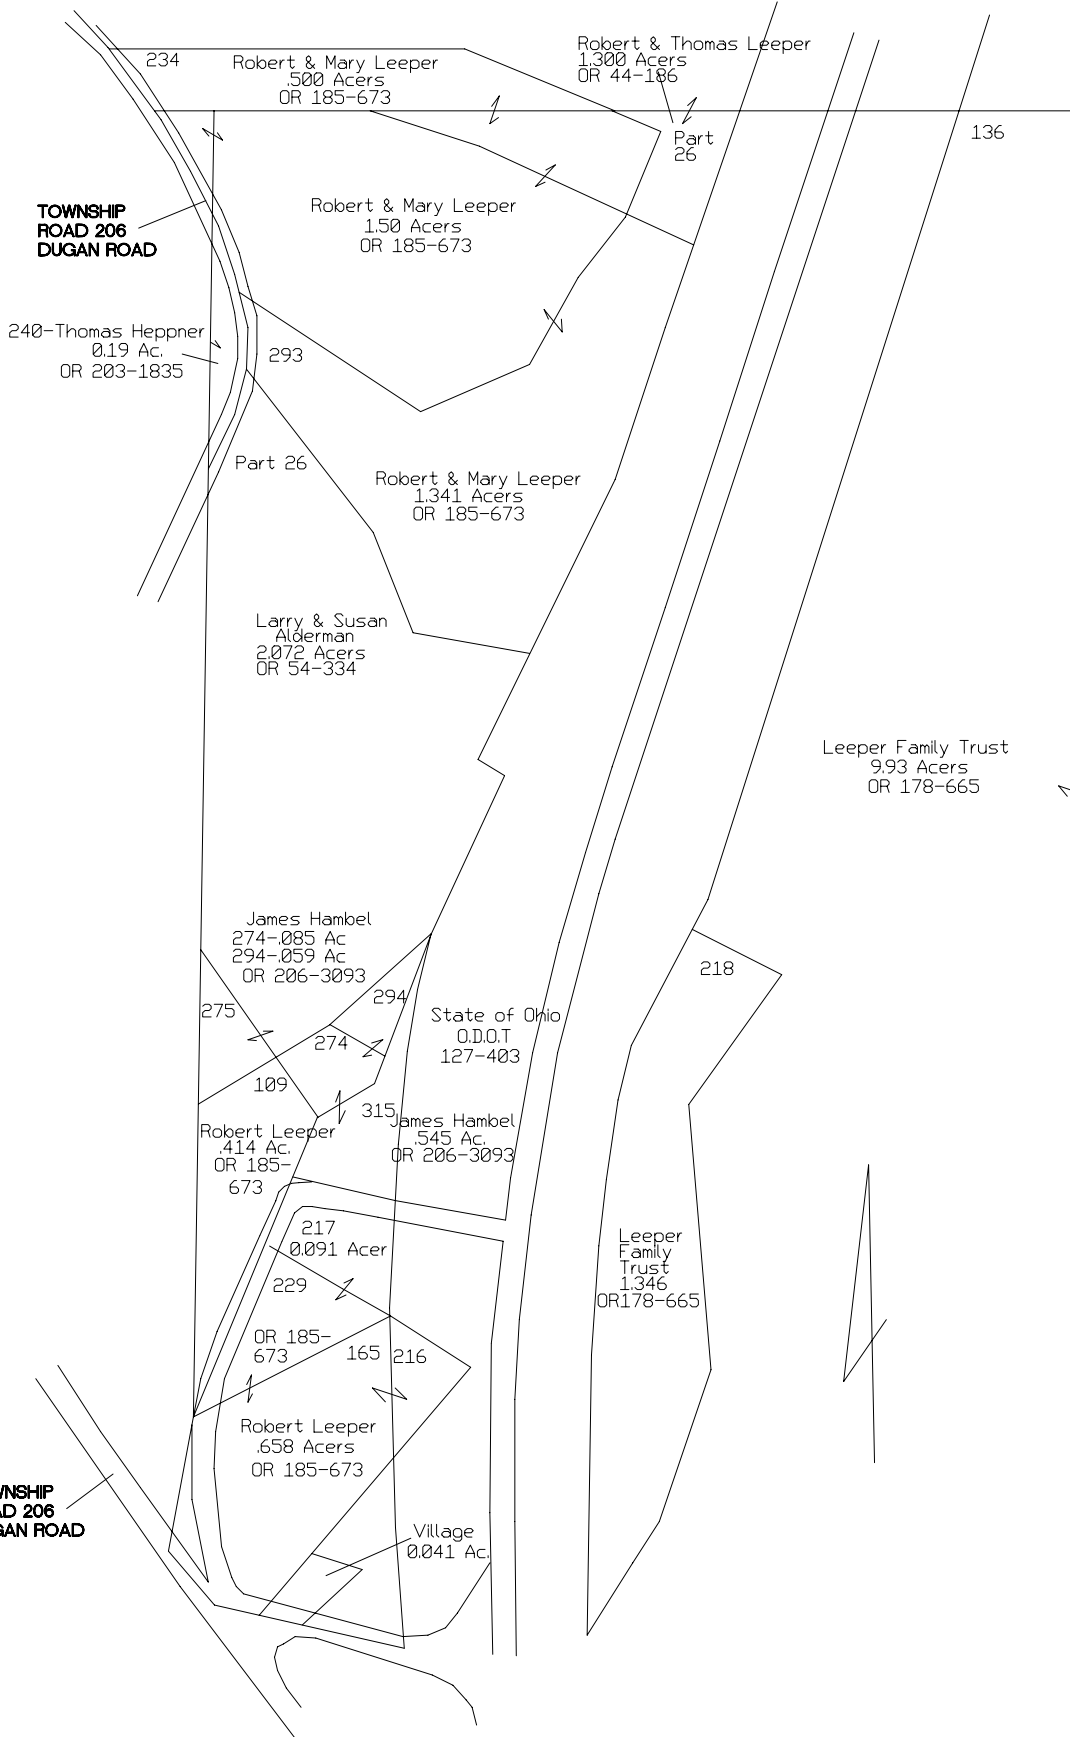 234
Robert & Mary Leeper
.500 Acers
OR 185-673
Robert & Thomas Leeper
1.300 Acers
OR 44-186
Part
26
136
TOWNSHIP
ROAD 206
DUGAN ROAD
Robert & Mary Leeper
1.50 Acers
OR 185-673
240-Thomas Heppner
0.19 Ac.
OR 203-1835
293
Part 26
Robert & Mary Leeper
1.341 Acers
OR 185-673
Larry & Susan
Alderman
2.072 Acers
OR 54-334
Leeper Family Trust
9.93 Acers
OR 178-665
James Hambel
274-.085 Ac
294-.059 Ac
OR 206-3093
218
275
294
274
State of Ohio
O.D.O.T
127-403
109
315
James Hambel
.545 Ac.
OR 206-3093
Robert Leeper
.414 Ac.
OR 185-
673
217
0.091 Acer
229
Leeper
Family
Trust
1.346
OR178-665
OR 185-
673
165
216
Robert Leeper
.658 Acers
OR 185-673
WNSHIP
AD 206
GAN ROAD
Village
0.041 Ac.